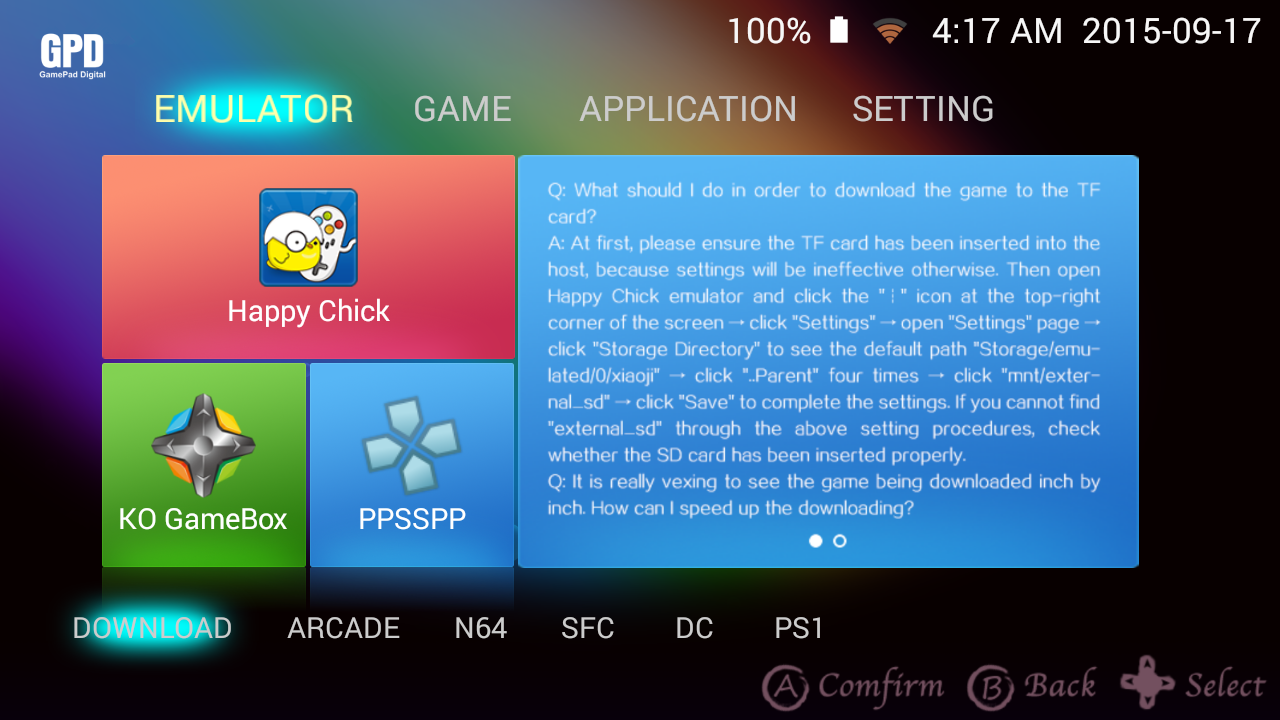 GPD
GamePad Digital
100%
4:17 AM 2015-09-17
EMULATOR GAME APPLICATION SETTING
Happy Chick
KO GameBox
PPSSPP
Q: What should I do in order to download the game to the TF
card?
A: At first, please ensure the TF card has been inserted into the
host, because settings will be ineffective otherwise. Then open
Happy Chick emulator and click the "⁝" icon at the top-right
corner of the screen → click "Settings" → open "Settings" page →
click "Storage Directory" to see the default path "Storage/emu-
lated/0/xiaoji" → click "..Parent" four times → click "mnt/exter-
nal_sd" → click "Save" to complete the settings. If you cannot find
"external_sd" through the above setting procedures, check
whether the SD card has been inserted properly.
Q: It is really vexing to see the game being downloaded inch by
inch. How can I speed up the downloading?
DOWNLOAD ARCADE N64 SFC DC PS1
A Comfirm B Back Select